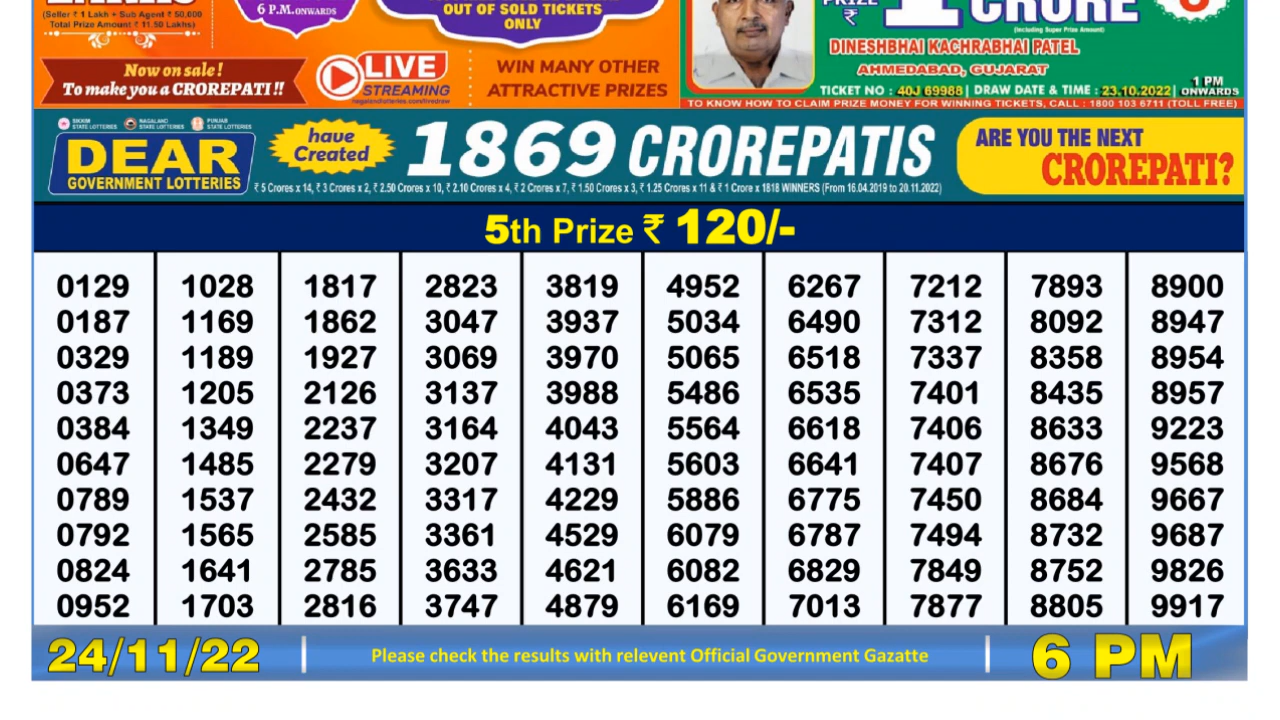 (Seller ₹ 1 Lakh + Sub Agent ₹ 50,000
Total Prize Amount ₹ 11.50 Lakhs)
6 P.M. ONWARDS
OUT OF SOLD TICKETS
ONLY
Now on sale !
To make you a CROREPATI !!
LIVE
STREAMING
nagalandlotteries.com/livedraw
WIN MANY OTHER
ATTRACTIVE PRIZES
PRIZE
₹
1 CRORE
(Including Super Prize Amount)
DINESHBHAI KACHRABHAI PATEL
AHMEDABAD, GUJARAT
TICKET NO : 40J 69988 | DRAW DATE & TIME : 23.10.2022 | 1 PM ONWARDS
TO KNOW HOW TO CLAIM PRIZE MONEY FOR WINNING TICKETS, CALL : 1800 103 6711 (TOLL FREE)
SIKKIM STATE LOTTERIES NAGALAND STATE LOTTERIES PUNJAB STATE LOTTERIES
DEAR
GOVERNMENT LOTTERIES
have
Created
1869 CROREPATIS
₹ 5 Crores x 14, ₹ 3 Crores x 2, ₹ 2.50 Crores x 10, ₹ 2.10 Crores x 4, ₹ 2 Crores x 7, ₹ 1.50 Crores x 3, ₹ 1.25 Crores x 11 & ₹ 1 Crore x 1818 WINNERS (From 16.04.2019 to 20.11.2022)
ARE YOU THE NEXT
CROREPATI?
5th Prize ₹ 120/-
0129 1028 1817 2823 3819 4952 6267 7212 7893 8900
0187 1169 1862 3047 3937 5034 6490 7312 8092 8947
0329 1189 1927 3069 3970 5065 6518 7337 8358 8954
0373 1205 2126 3137 3988 5486 6535 7401 8435 8957
0384 1349 2237 3164 4043 5564 6618 7406 8633 9223
0647 1485 2279 3207 4131 5603 6641 7407 8676 9568
0789 1537 2432 3317 4229 5886 6775 7450 8684 9667
0792 1565 2585 3361 4529 6079 6787 7494 8732 9687
0824 1641 2785 3633 4621 6082 6829 7849 8752 9826
0952 1703 2816 3747 4879 6169 7013 7877 8805 9917
24/11/22 | Please check the results with relevent Official Government Gazatte | 6 PM